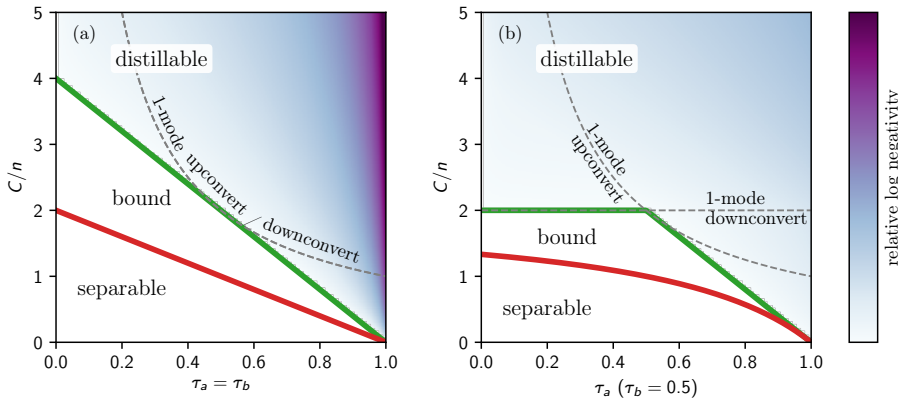 (a)
distillable
1-mode upconvert / downconvert
bound
separable
C/n
5
4
3
2
1
0
0.0 0.2 0.4 0.6 0.8 1.0
τa = τb
(b)
distillable
1-mode
upconvert
1-mode
downconvert
bound
separable
C/n
5
4
3
2
1
0
0.0 0.2 0.4 0.6 0.8 1.0
τa (τb = 0.5)
relative log negativity